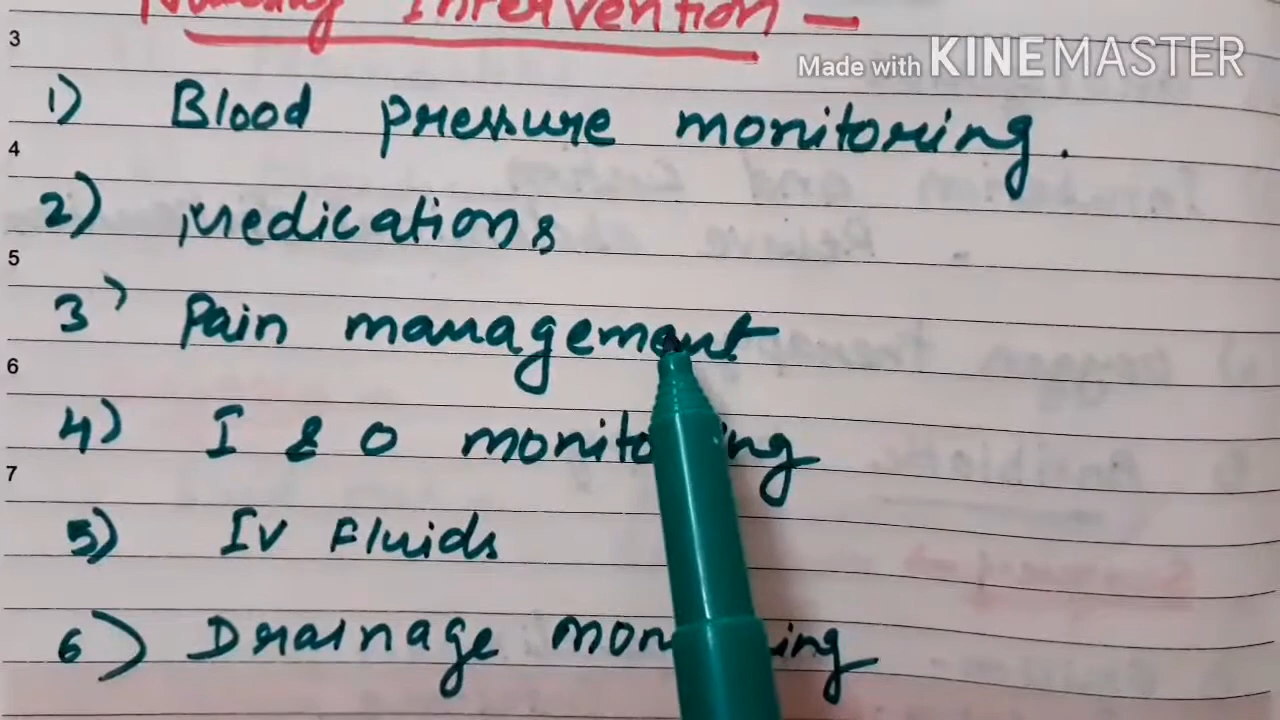 Nursing Intervention –
Made with KINEMASTER
3
1) Blood pressure monitoring.
4
2) Medications
5
3) Pain management
6
4) I & O monitoring
7
5) IV Fluids
6) Drainage